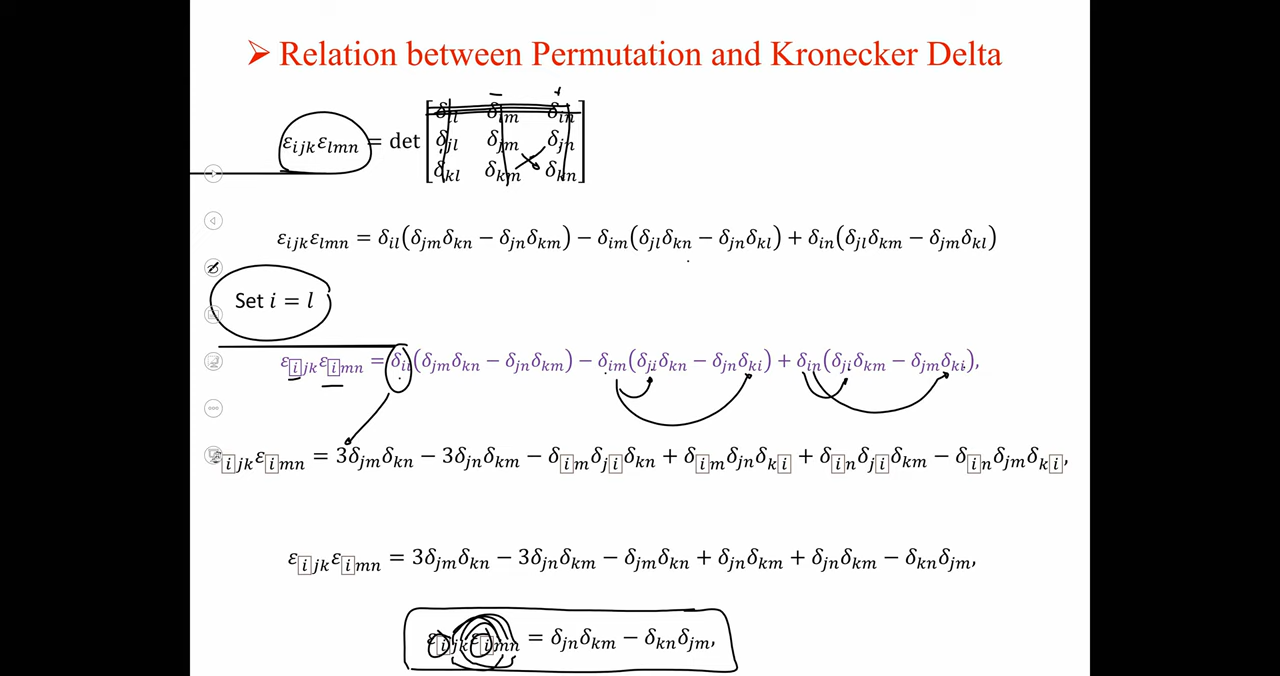 ➢ Relation between Permutation and Kronecker Delta
ε_{ijk}ε_{lmn} = det [ δ_{il} δ_{im} δ_{in}
δ_{jl} δ_{jm} δ_{jn}
δ_{kl} δ_{km} δ_{kn} ]
ε_{ijk}ε_{lmn} = δ_{il}(δ_{jm}δ_{kn} − δ_{jn}δ_{km}) − δ_{im}(δ_{jl}δ_{kn} − δ_{jn}δ_{kl}) + δ_{in}(δ_{jl}δ_{km} − δ_{jm}δ_{kl})
Set i = l
ε_{ijk}ε_{imn} = δ_{ii}(δ_{jm}δ_{kn} − δ_{jn}δ_{km}) − δ_{im}(δ_{ji}δ_{kn} − δ_{jn}δ_{ki}) + δ_{in}(δ_{ji}δ_{km} − δ_{jm}δ_{ki}),
ε_{ijk}ε_{imn} = 3δ_{jm}δ_{kn} − 3δ_{jn}δ_{km} − δ_{im}δ_{ji}δ_{kn} + δ_{im}δ_{jn}δ_{ki} + δ_{in}δ_{ji}δ_{km} − δ_{in}δ_{jm}δ_{ki},
ε_{ijk}ε_{imn} = 3δ_{jm}δ_{kn} − 3δ_{jn}δ_{km} − δ_{jm}δ_{kn} + δ_{jn}δ_{km} + δ_{jn}δ_{km} − δ_{kn}δ_{jm},
ε_{ijk}ε_{imn} = δ_{jn}δ_{km} − δ_{kn}δ_{jm},